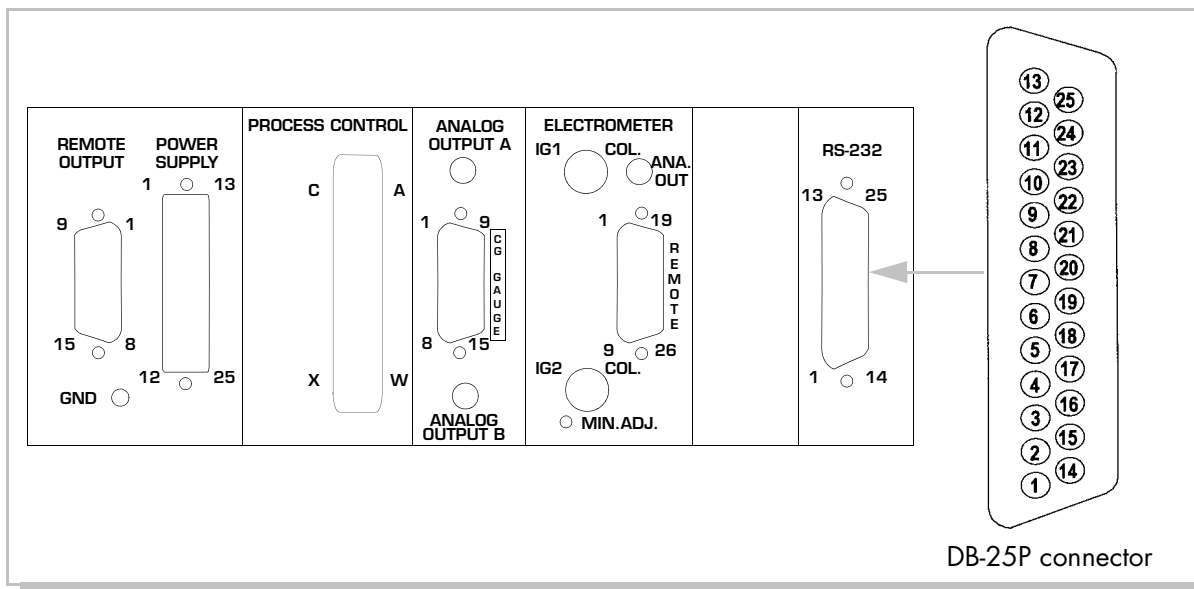 REMOTE
OUTPUT
9
1
15
8
GND
POWER
SUPPLY
1
13
12
25
PROCESS CONTROL
C
A
X
W
ANALOG
OUTPUT A
1
9
CG GAUGE
8
15
ANALOG
OUTPUT B
ELECTROMETER
IG1
COL.
ANA.
OUT
1
19
REMOTE
9
26
IG2
COL.
MIN.ADJ.
RS-232
13
25
1
14
13
25
12
24
11
23
10
22
9
21
8
20
7
19
6
18
5
17
4
16
3
15
2
14
1
DB-25P connector